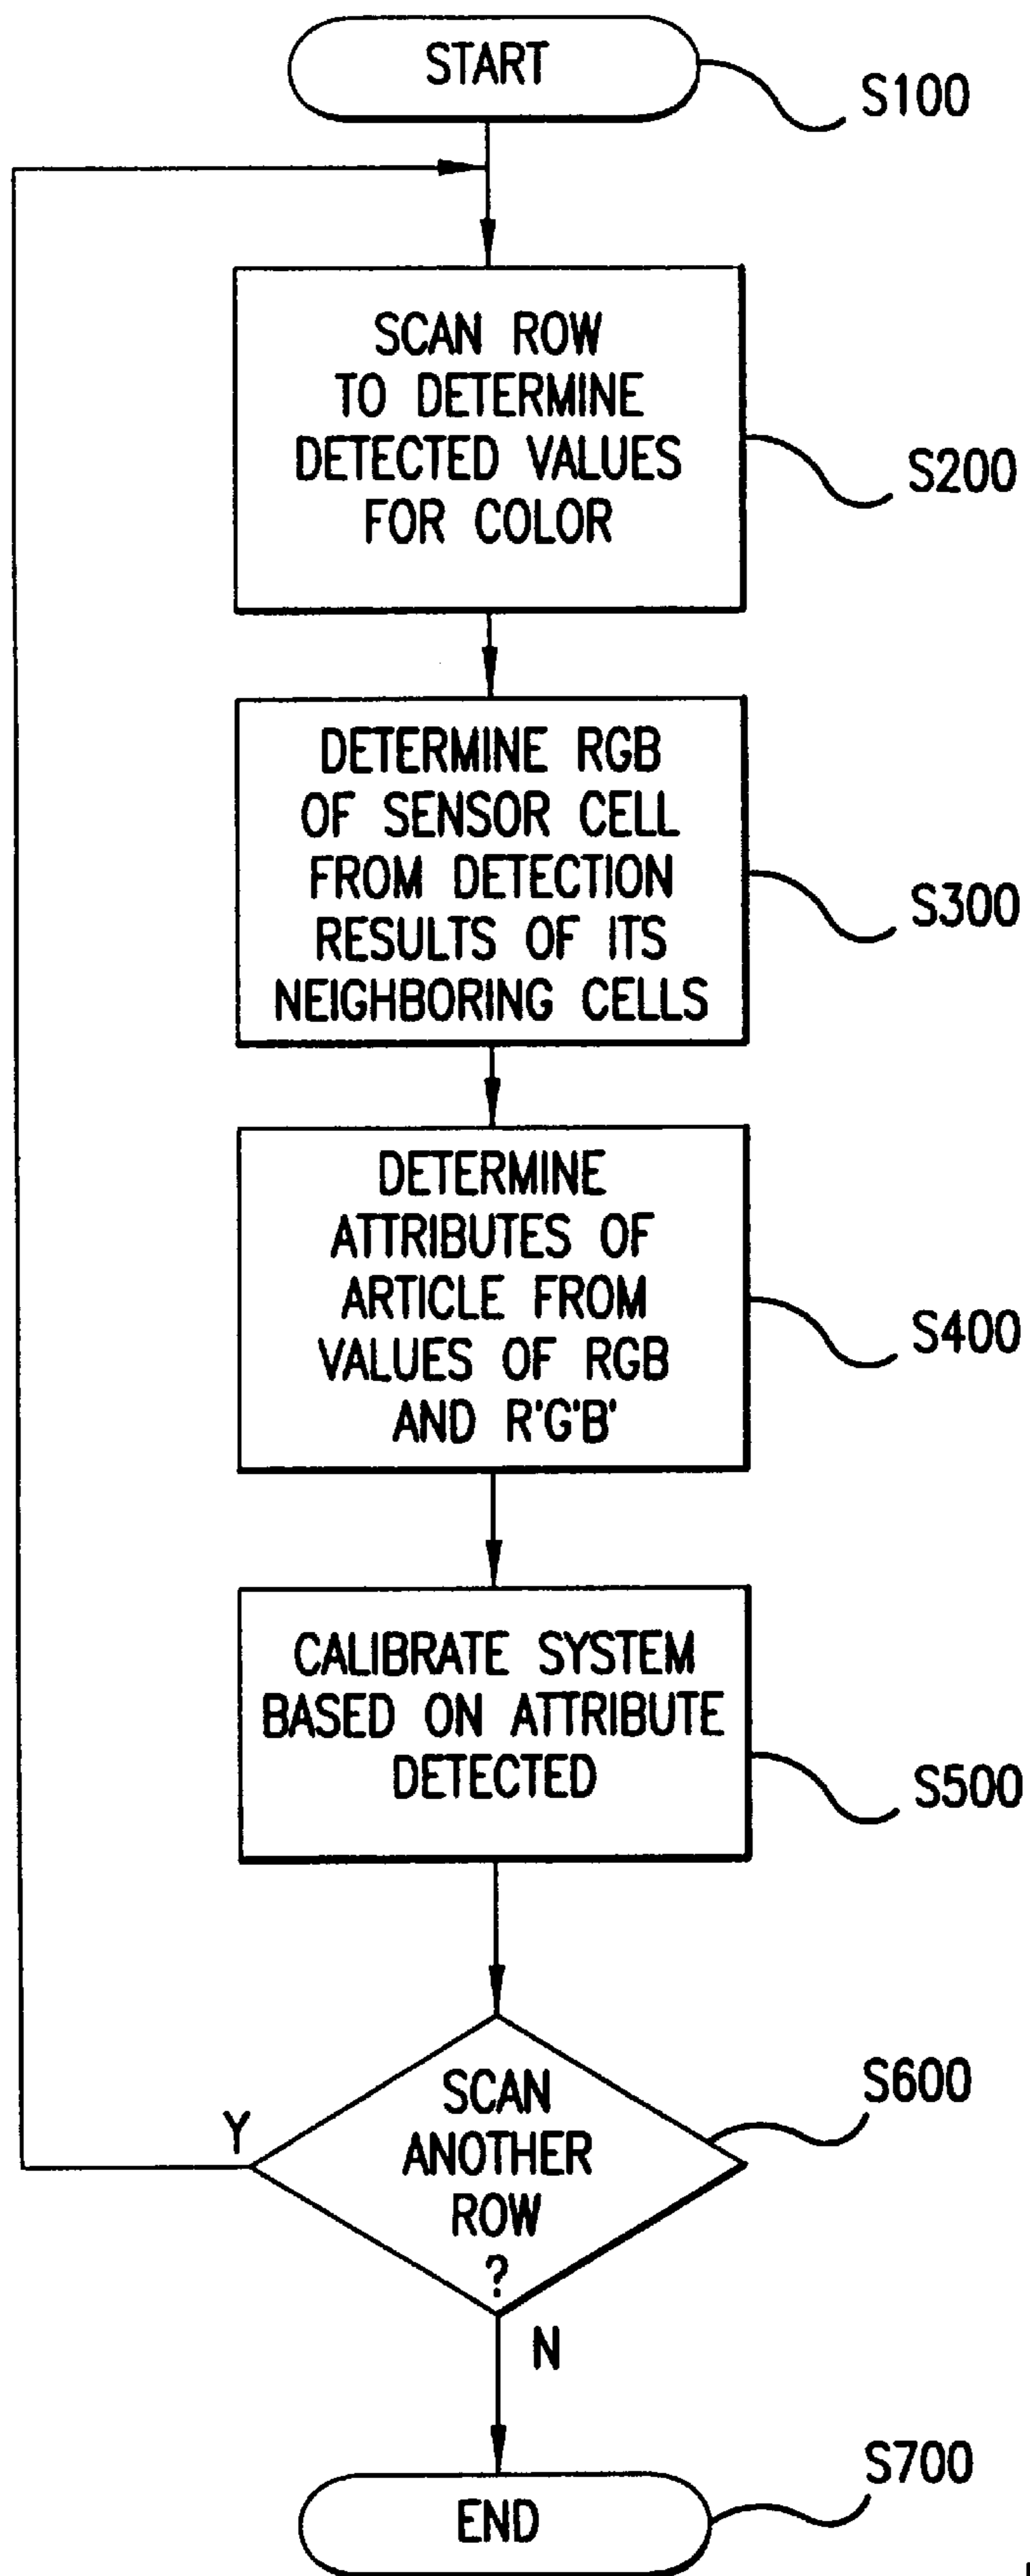 START
S100
SCAN ROW
TO DETERMINE
DETECTED VALUES
FOR COLOR
S200
DETERMINE RGB
OF SENSOR CELL
FROM DETECTION
RESULTS OF ITS
NEIGHBORING CELLS
S300
DETERMINE
ATTRIBUTES OF
ARTICLE FROM
VALUES OF RGB
AND R'G'B'
S400
CALIBRATE SYSTEM
BASED ON ATTRIBUTE
DETECTED
S500
SCAN
ANOTHER
ROW
?
S600
Y
N
END
S700